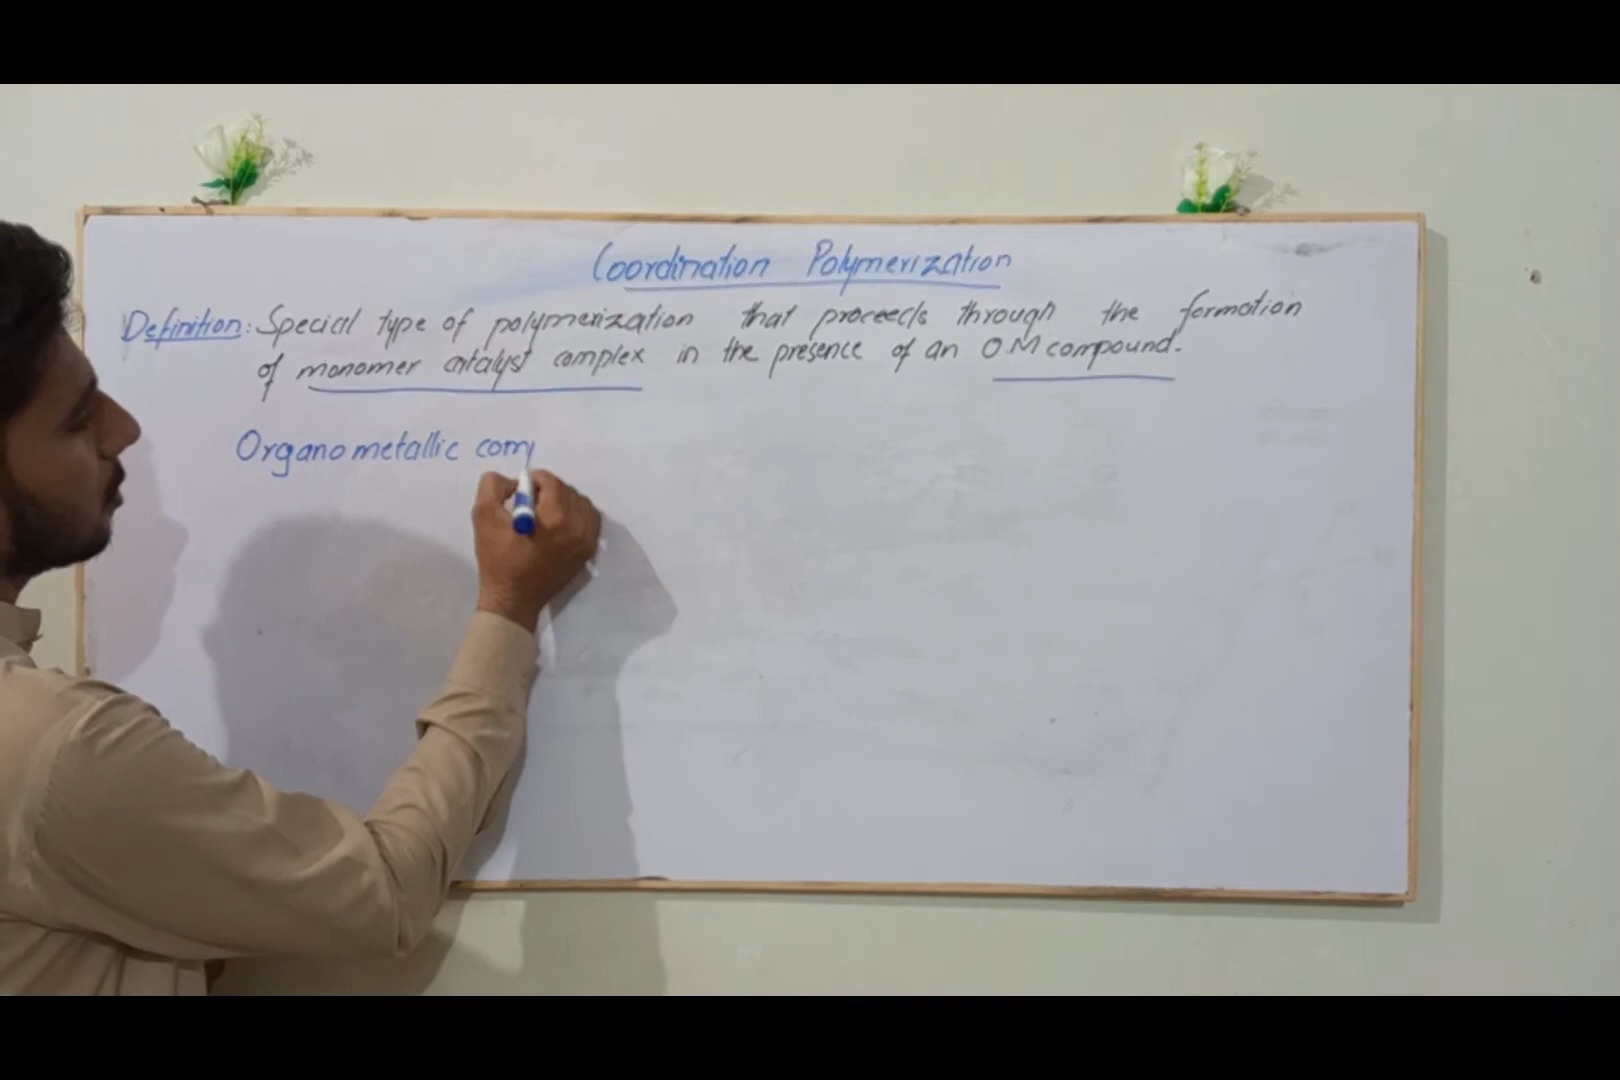 Coordination Polymerization
Definition: Special type of polymerization that proceeds through the formation
of monomer catalyst complex in the presence of an O.M compound.
Organometallic com